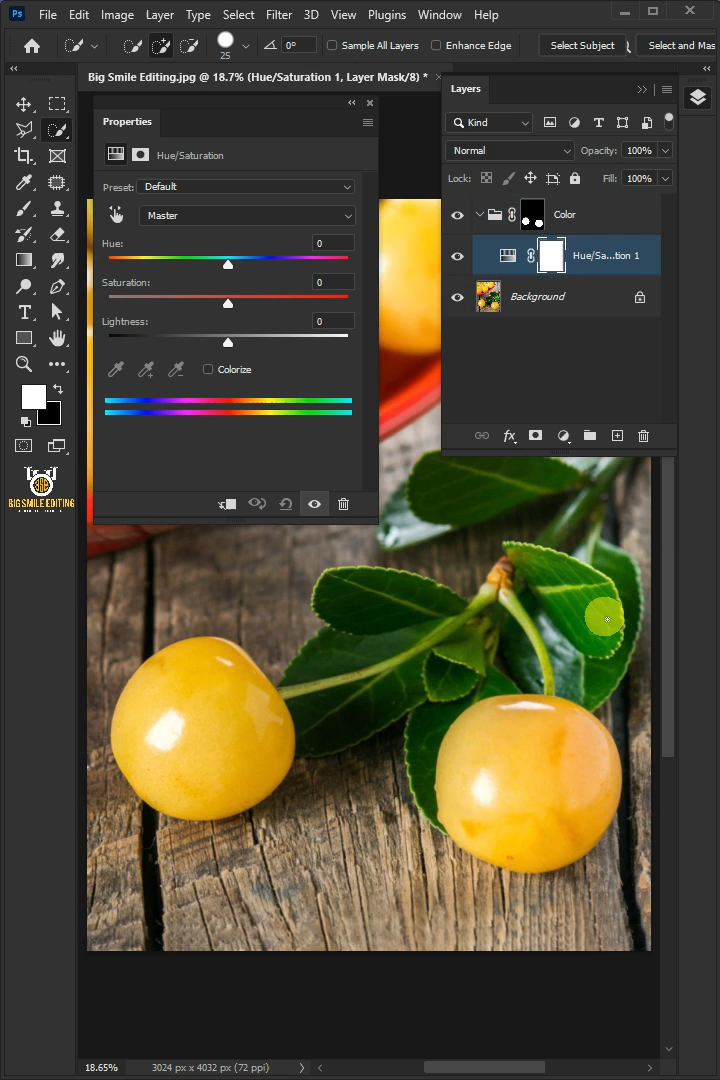 Ps File Edit Image Layer Type Select Filter 3D View Plugins Window Help
25 0° Sample All Layers Enhance Edge Select Subject Select and Mas
Big Smile Editing.jpg @ 18.7% (Hue/Saturation 1, Layer Mask/8) *
Properties
Hue/Saturation
Preset: Default
Master
Hue: 0
Saturation: 0
Lightness: 0
Colorize
Layers
Kind
Normal Opacity: 100%
Lock: Fill: 100%
Color
Hue/Sa...tion 1
Background
fx
BIG SMILE EDITING
18.65% 3024 px x 4032 px (72 ppi)